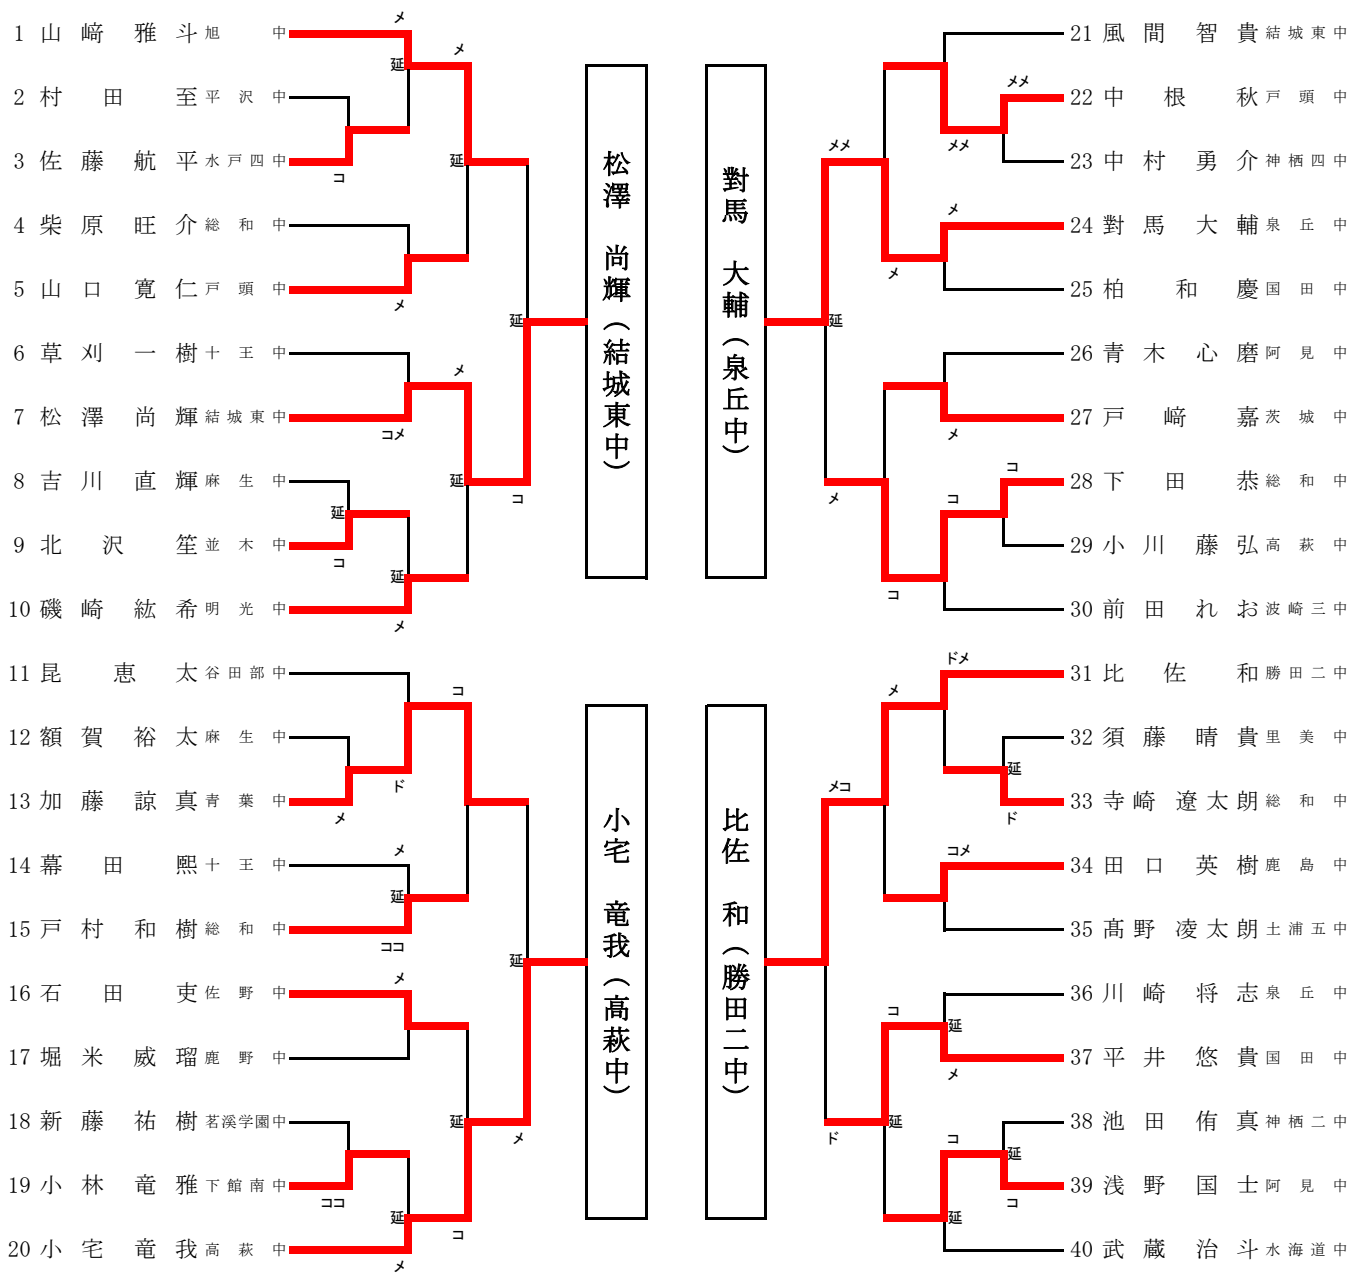 1 山﨑雅斗 旭中
2 村田至 平沢中
3 佐藤航平 水戸四中
4 柴原旺介 総和中
5 山口寛仁 戸頭中
6 草刈一樹 十王中
7 松澤尚輝 結城東中
8 吉川直輝 麻生中
9 北沢笙 並木中
10 磯崎紘希 明光中
11 昆恵太 谷田部中
12 額賀裕太 麻生中
13 加藤諒真 青葉中
14 幕田熙 十王中
15 戸村和樹 総和中
16 石田吏 佐野中
17 堀米威瑠 鹿野中
18 新藤祐樹 茗溪学園中
19 小林竜雅 下館南中
20 小宅竜我 高萩中
メ
延
コ
メ
延
メ
コメ
メ
延
コ
延
メ
延
コ
延
メ
ド
コ
メ
延
ココ
メ
ココ
延
メ
延
コ
延
メ
松澤 尚輝(結城東中)
小宅 竜我(高萩中)
對馬 大輔(泉丘中)
比佐 和(勝田二中)
メメ
メメ
メメ
メ
メ
延
メ
コ
コ
メ
コ
ドメ
メ
延
ド
メコ
コメ
コ
延
メ
ド
延
コ
延
コ
延
21 風間智貴 結城東中
22 中根秋 戸頭中
23 中村勇介 神栖四中
24 對馬大輔 泉丘中
25 柏和慶 国田中
26 青木心磨 阿見中
27 戸﨑嘉 茨城中
28 下田恭 総和中
29 小川藤弘 高萩中
30 前田れお 波崎三中
31 比佐和 勝田二中
32 須藤晴貴 里美中
33 寺崎遼太朗 総和中
34 田口英樹 鹿島中
35 髙野凌太朗 土浦五中
36 川崎将志 泉丘中
37 平井悠貴 国田中
38 池田侑真 神栖二中
39 浅野国士 阿見中
40 武蔵治斗 水海道中